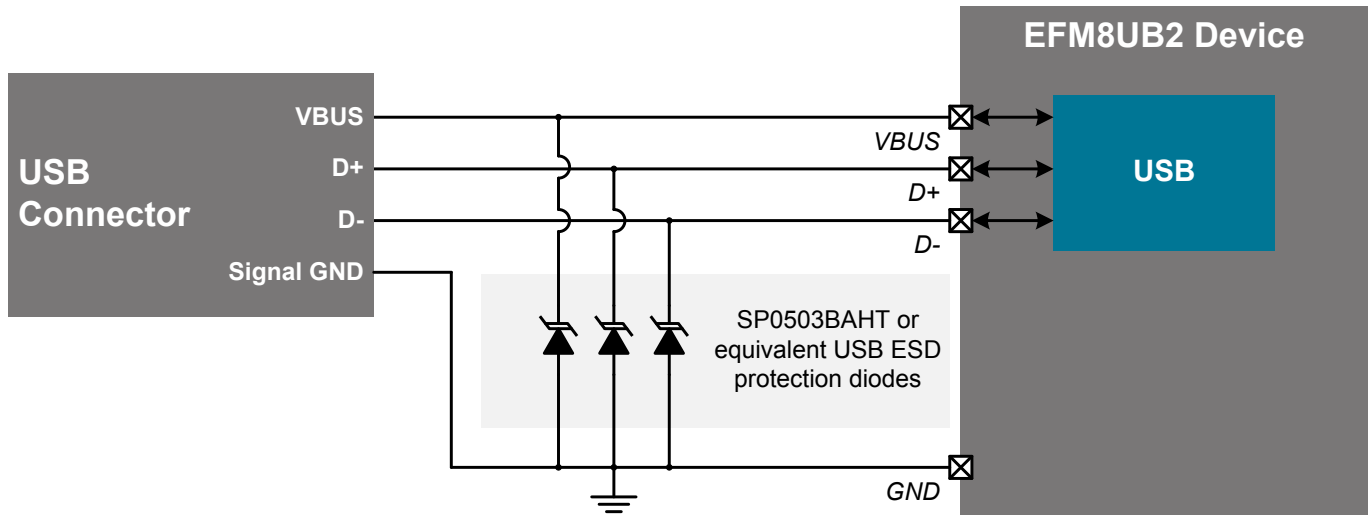 EFM8UB2 Device
USB
Connector
VBUS
D+
D-
Signal GND
VBUS
D+
D-
USB
SP0503BAHT or
equivalent USB ESD
protection diodes
GND